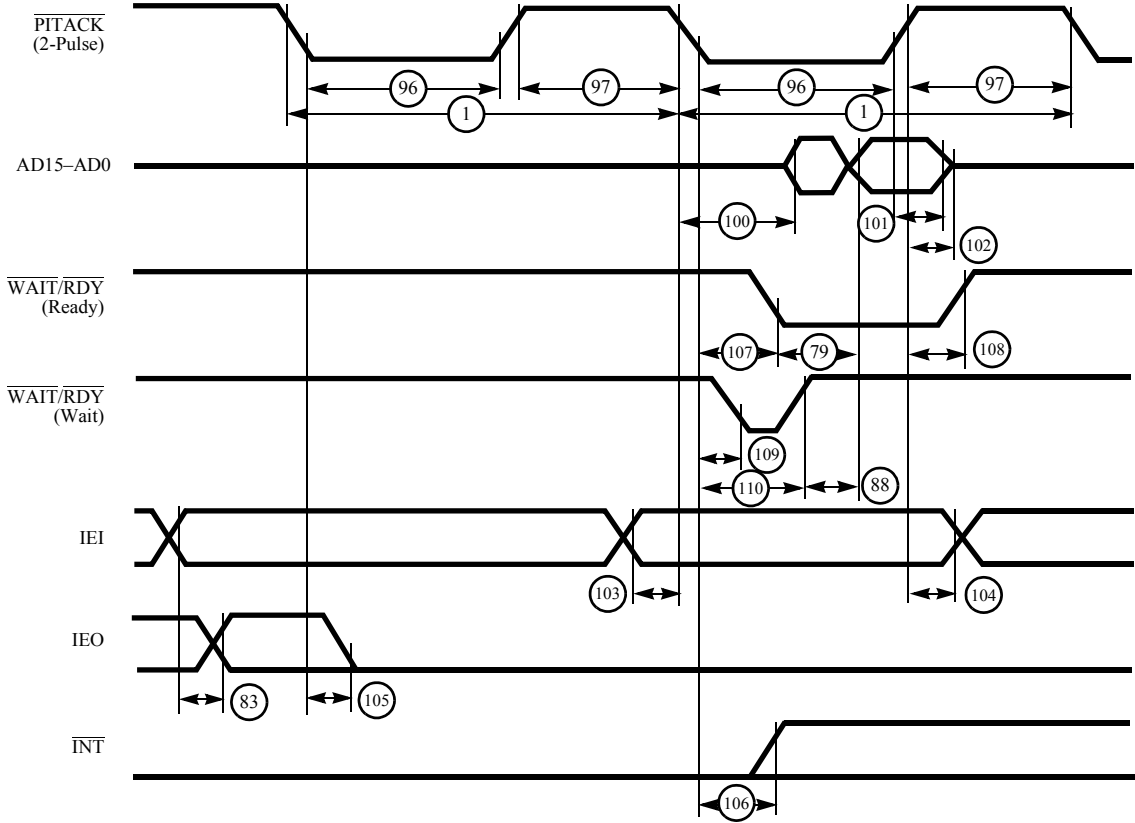 PITACK
(2-Pulse)
96
97
96
97
1
1
AD15–AD0
100
101
102
WAIT/RDY
(Ready)
107
79
108
WAIT/RDY
(Wait)
109
110
88
IEI
103
104
IEO
83
105
INT
106